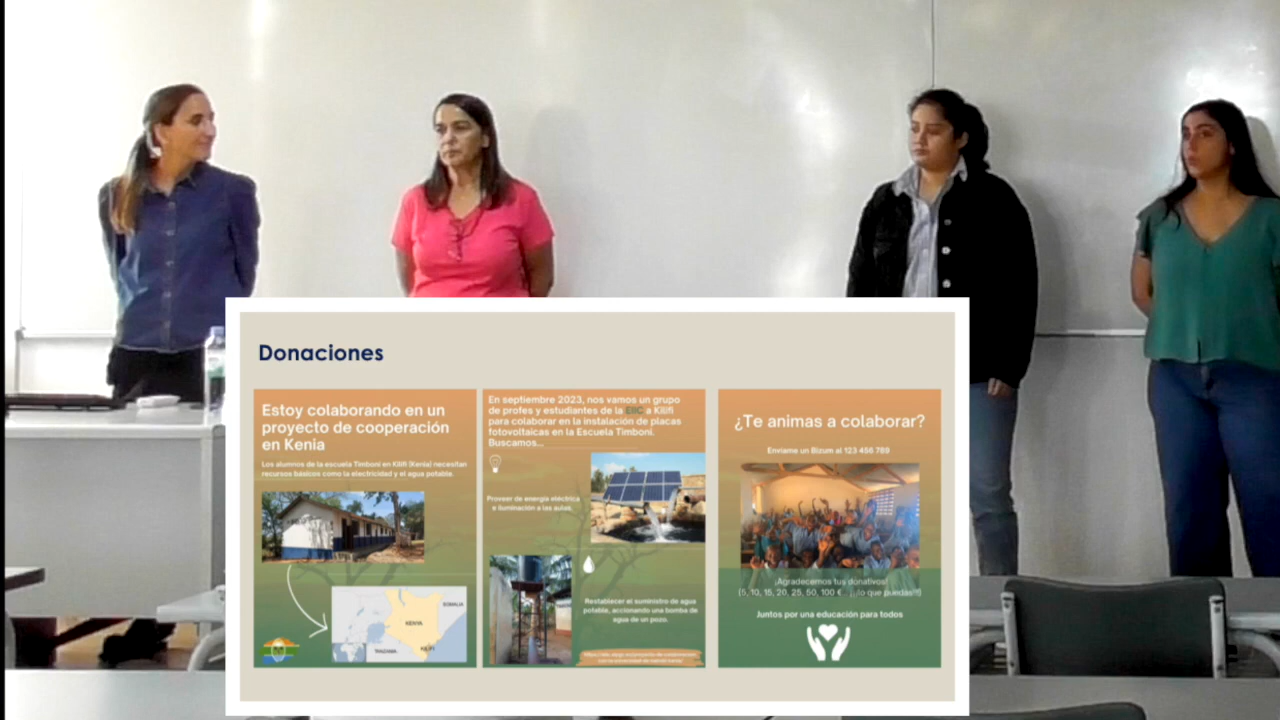 Donaciones
Estoy colaborando en un
proyecto de cooperación
en Kenia
Los alumnos de la escuela Timboni en Kilifi (Kenia) necesitan
recursos básicos como la electricidad y el agua potable.
SOMALIA
KENYA
TANZANIA
KILIFI
En septiembre 2023, nos vamos un grupo
de profes y estudiantes de la EIIC a Kilifi
para colaborar en la instalación de placas
fotovoltaicas en la Escuela Timboni.
Buscamos...
Proveer de energía eléctrica
e iluminación a las aulas.
Restablecer el suministro de agua
potable, accionando una bomba de
agua de un pozo.
¿Te animas a colaborar?
Envíame un Bizum al 123 456 789
¡Agradecemos tus donativos!
(5, 10, 15, 20, 25, 50, 100 € .. ¡¡lo que puedas!!)
Juntos por una educación para todos